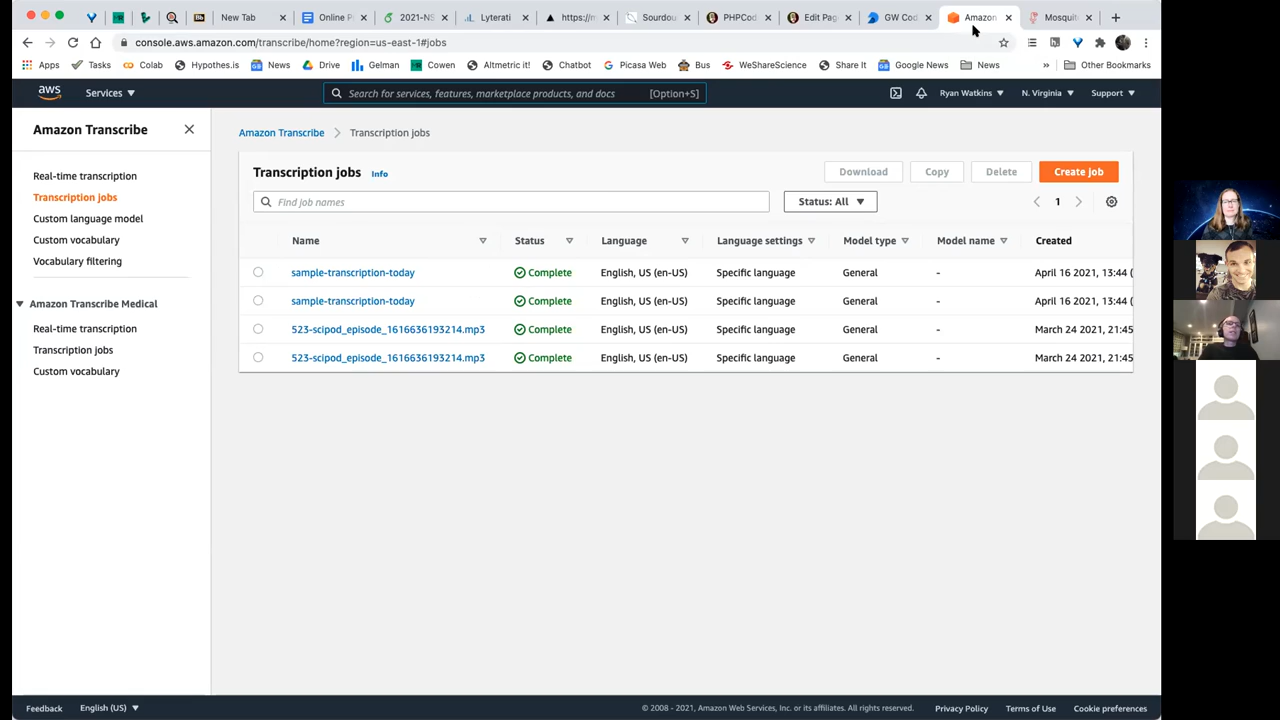 New Tab
Online P
2021-NS
Lyterati
https://m
Sourdou
PHPCod
Edit Page
GW Cod
Amazon
Mosquit
console.aws.amazon.com/transcribe/home?region=us-east-1#jobs
Apps
Tasks
Colab
Hypothes.is
News
Drive
Gelman
Cowen
Altmetric it!
Chatbot
Picasa Web
Bus
WeShareScience
Share It
Google News
News
»
Other Bookmarks
aws
Services
Search for services, features, marketplace products, and docs
[Option+S]
Ryan Watkins
N. Virginia
Support
Amazon Transcribe
Real-time transcription
Transcription jobs
Custom language model
Custom vocabulary
Vocabulary filtering
Amazon Transcribe Medical
Real-time transcription
Transcription jobs
Custom vocabulary
Amazon Transcribe > Transcription jobs
Transcription jobs Info
Download
Copy
Delete
Create job
Find job names
Status: All
1
Name Status Language Language settings Model type Model name Created
sample-transcription-today Complete English, US (en-US) Specific language General - April 16 2021, 13:44 (
sample-transcription-today Complete English, US (en-US) Specific language General - April 16 2021, 13:44 (
523-scipod_episode_1616636193214.mp3 Complete English, US (en-US) Specific language General - March 24 2021, 21:45
523-scipod_episode_1616636193214.mp3 Complete English, US (en-US) Specific language General - March 24 2021, 21:45
Feedback
English (US)
© 2008 - 2021, Amazon Web Services, Inc. or its affiliates. All rights reserved.
Privacy Policy
Terms of Use
Cookie preferences